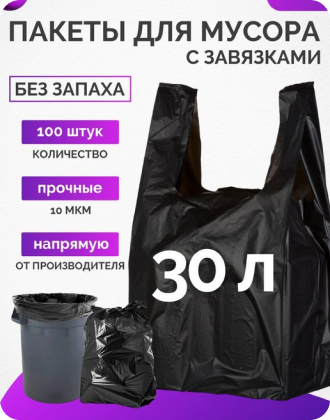 ПАКЕТЫ ДЛЯ МУСОРА
С ЗАВЯЗКАМИ
БЕЗ ЗАПАХА
100 штук
КОЛИЧЕСТВО
прочные
10 МКМ
напрямую
ОТ ПРОИЗВОДИТЕЛЯ
30 л